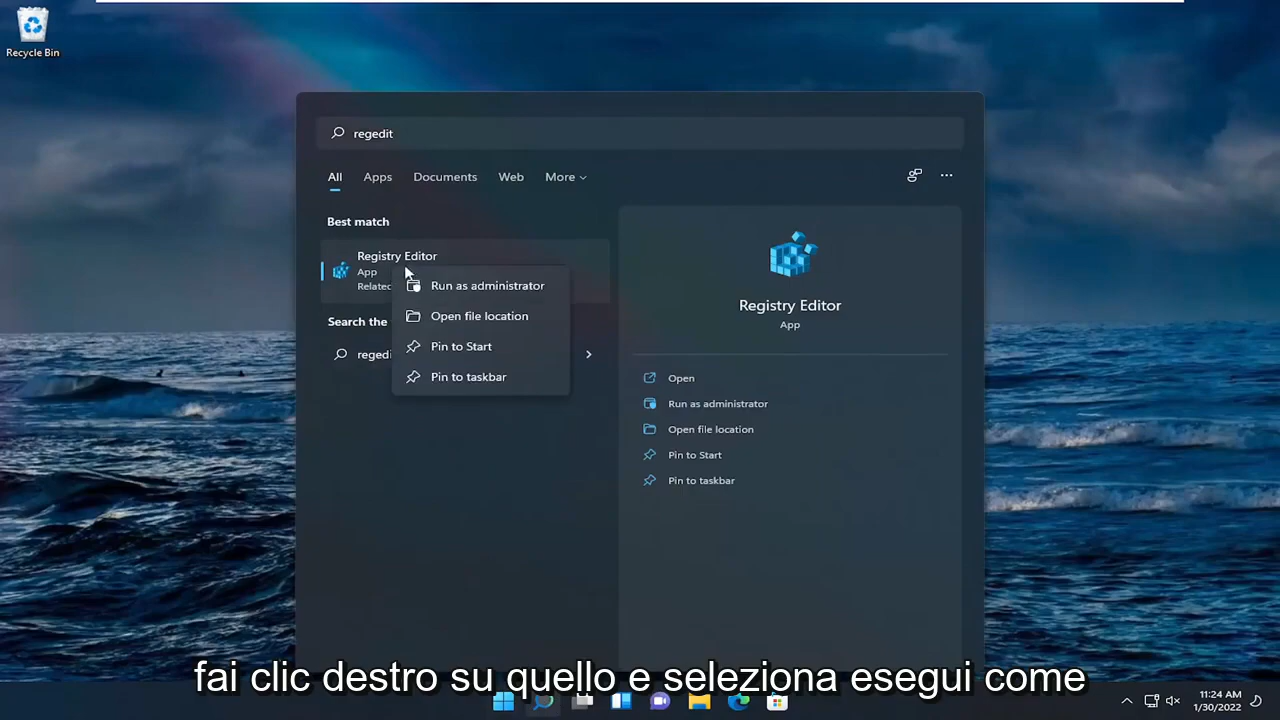 Recycle Bin
regedit
All Apps Documents Web More
Best match
Registry Editor
App
Related
Search the
regedi
Run as administrator
Open file location
Pin to Start
Pin to taskbar
Registry Editor
App
Open
Run as administrator
Open file location
Pin to Start
Pin to taskbar
fai clic destro su quello e seleziona esegui come
11:24 AM
1/30/2022